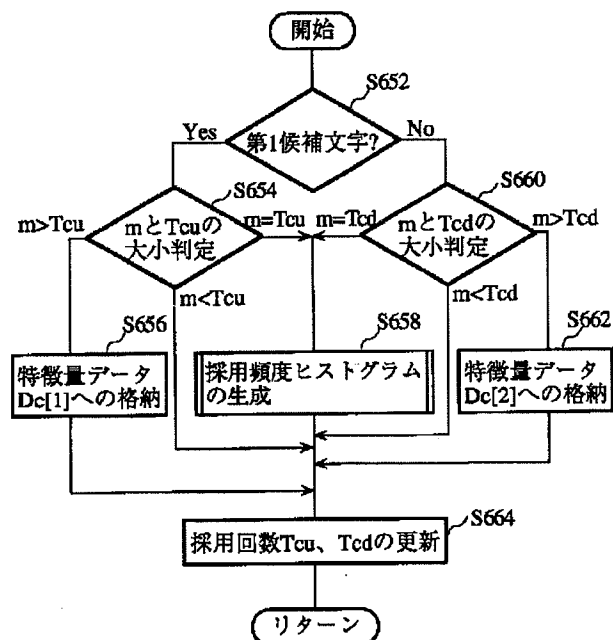 開始
S652
第1候補文字?
Yes
No
S654
S660
m>Tcu
mとTcuの
大小判定
m=Tcu
m=Tcd
mとTcdの
大小判定
m>Tcd
m<Tcu
m<Tcd
S656
S658
S662
特徴量データ
Dc[1]への格納
採用頻度ヒストグラム
の生成
特徴量データ
Dc[2]への格納
S664
採用回数Tcu、Tcdの更新
リターン